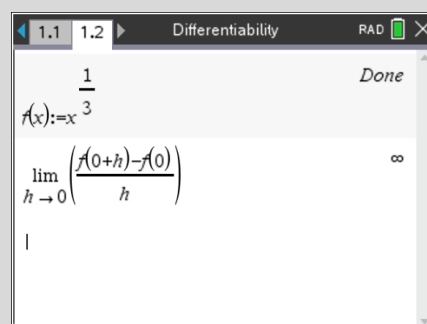 1.1 1.2 Differentiability RAD
f(x):=x^(1/3) Done
lim h→0 ((f(0+h)−f(0))/h) ∞